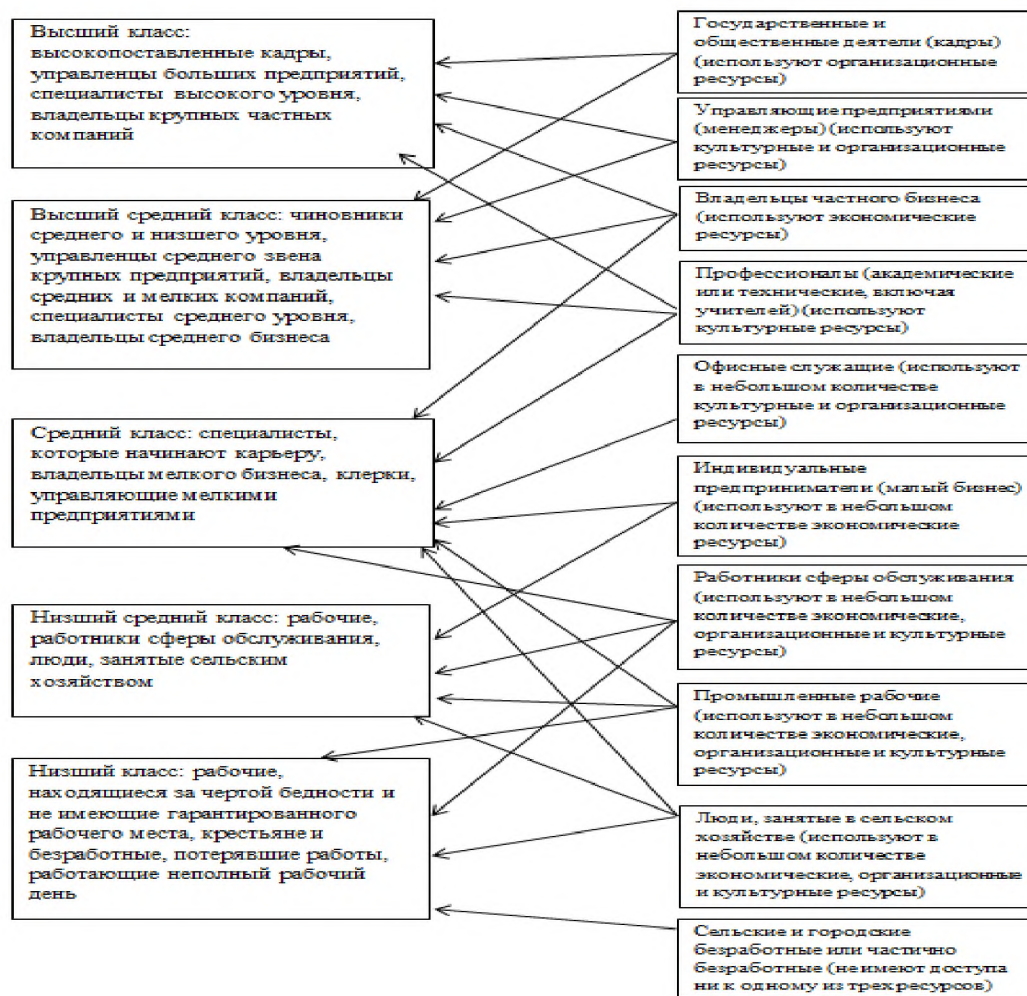 Высший класс:
высокопоставленные кадры,
управленцы больших предприятий,
специалисты высокого уровня,
владельцы крупных частных
компаний
Высший средний класс: чиновники
среднего и низшего уровня,
управленцы среднего звена
крупных предприятий, владельцы
средних и мелких компаний,
специалисты среднего уровня,
владельцы среднего бизнеса
Средний класс: специалисты,
которые начинают карьеру,
владельцы мелкого бизнеса, клерки,
управляющие мелкими
предприятиями
Низший средний класс: рабочие,
работники сферы обслуживания,
люди, занятые сельским
хозяйством
Низший класс: рабочие,
находящиеся за чертой бедности и
не имеющие гарантированного
рабочего места, крестьяне и
безработные, потерявшие работы,
работающие неполный рабочий
день
Государственные и
общественные деятели (кадры)
(используют организационные
ресурсы)
Управляющие предприятиями
(менеджеры) (используют
культурные и организационные
ресурсы)
Владельцы частного бизнеса
(используют экономические
ресурсы)
Профессионалы (академические
или технические, включая
учителей) (используют
культурные ресурсы)
Офисные служащие (используют
в небольшом количестве
культурные и организационные
ресурсы)
Индивидуальные
предприниматели (малый бизнес)
(используют в небольшом
количестве экономические
ресурсы)
Работники сферы обслуживания
(используют в небольшом
количестве экономические,
организационные и культурные
ресурсы)
Промышленные рабочие
(используют в небольшом
количестве экономические,
организационные и культурные
ресурсы)
Люди, занятые в сельском
хозяйстве (используют в
небольшом количестве
экономические, организационные
и культурные ресурсы)
Сельские и городские
безработные или частично
безработные (не имеют доступа
ни к одному из трех ресурсов)